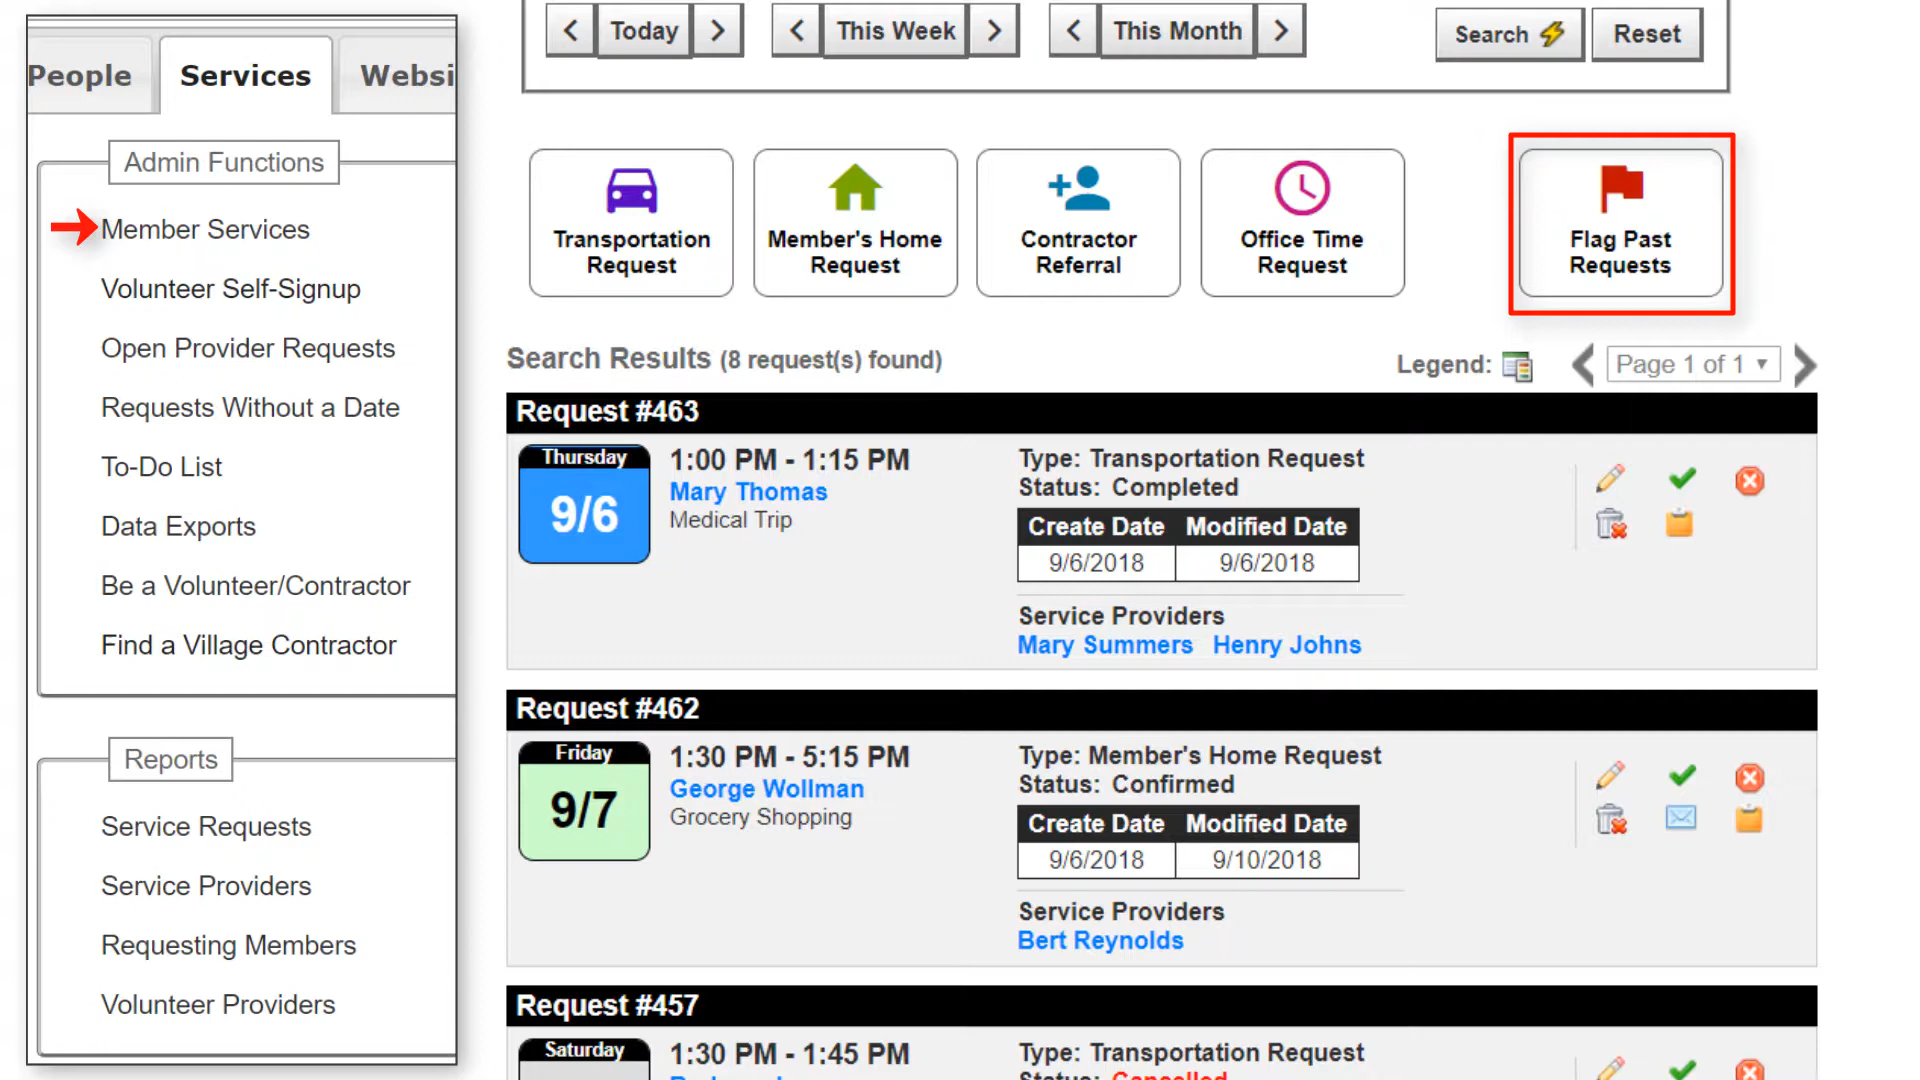 People Services Websi
Admin Functions
Member Services
Volunteer Self-Signup
Open Provider Requests
Requests Without a Date
To-Do List
Data Exports
Be a Volunteer/Contractor
Find a Village Contractor
Reports
Service Requests
Service Providers
Requesting Members
Volunteer Providers
Today This Week This Month Search Reset
Transportation
Request
Member's Home
Request
Contractor
Referral
Office Time
Request
Flag Past
Requests
Search Results (8 request(s) found)
Legend: Page 1 of 1
Request #463
Thursday
9/6
1:00 PM - 1:15 PM
Mary Thomas
Medical Trip
Type: Transportation Request
Status: Completed
Create Date Modified Date
9/6/2018 9/6/2018
Service Providers
Mary Summers Henry Johns
Request #462
Friday
9/7
1:30 PM - 5:15 PM
George Wollman
Grocery Shopping
Type: Member's Home Request
Status: Confirmed
Create Date Modified Date
9/6/2018 9/10/2018
Service Providers
Bert Reynolds
Request #457
Saturday
1:30 PM - 1:45 PM
Type: Transportation Request
Status: Cancelled